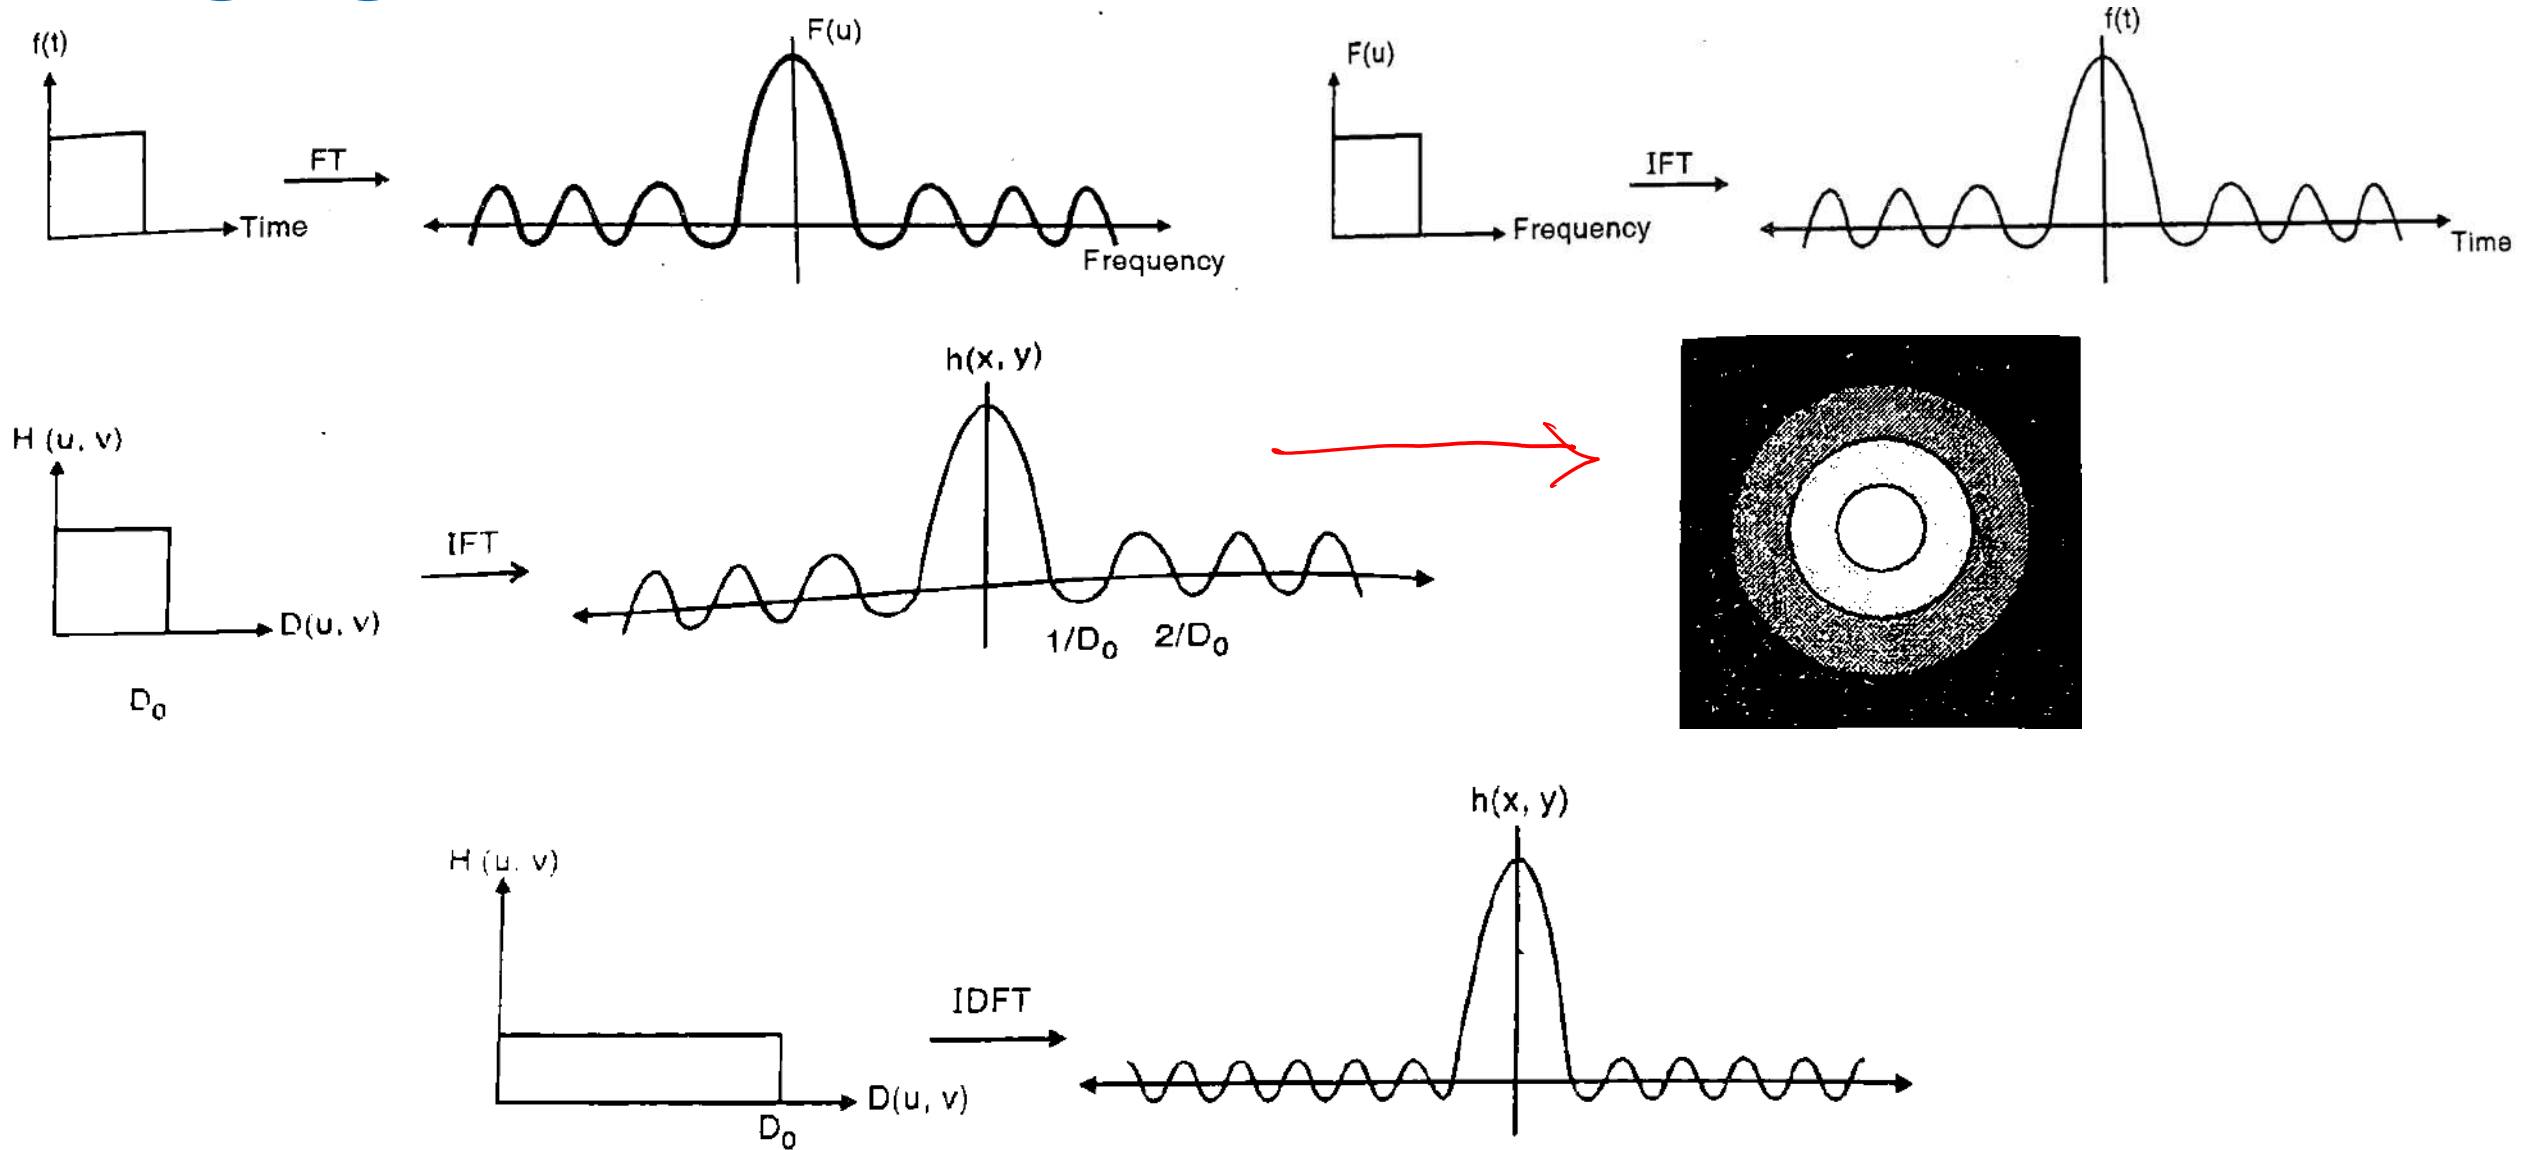 f(t)
FT
Time
F(u)
Frequency
F(u)
IFT
Frequency
f(t)
Time
H (u, v)
D(u, v)
D₀
IFT
h(x, y)
1/D₀ 2/D₀
H (u, v)
D(u, v)
D₀
IDFT
h(x, y)